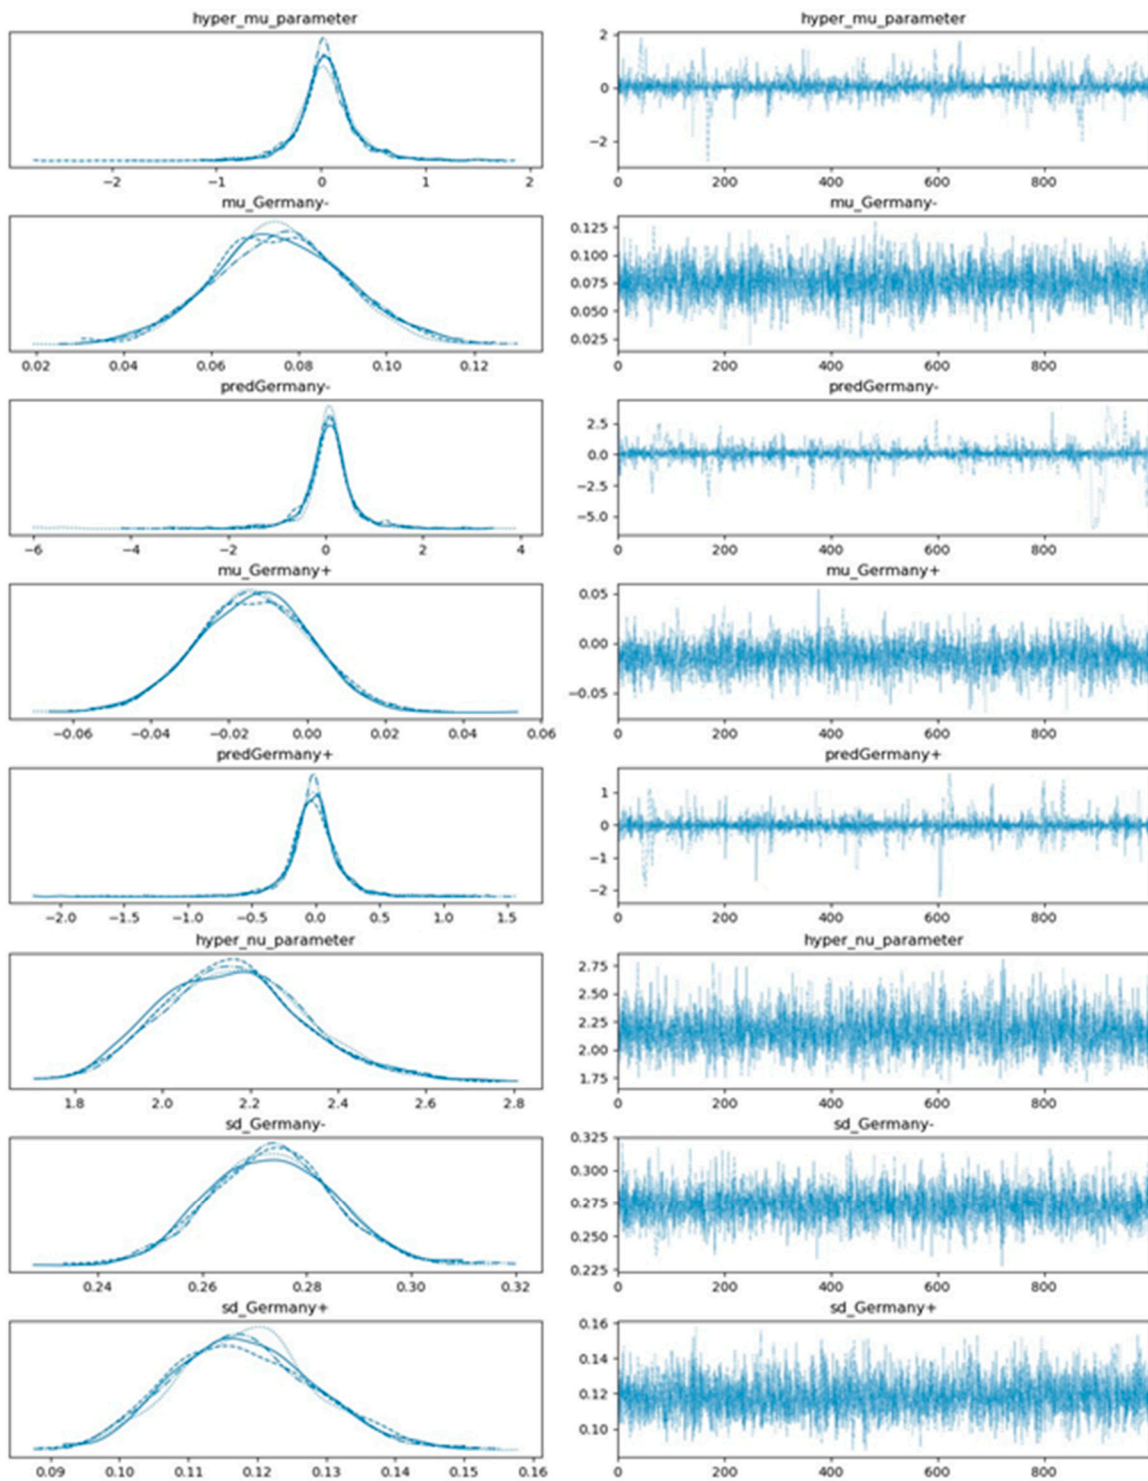 hyper_mu_parameter hyper_mu_parameter
2
0
−2
−2 −1 0 1 2 0 200 400 600 800
mu_Germany- mu_Germany-
0.125
0.100
0.075
0.050
0.025
0.02 0.04 0.06 0.08 0.10 0.12 0 200 400 600 800
predGermany- predGermany-
2.5
0.0
−2.5
−5.0
−6 −4 −2 0 2 4 0 200 400 600 800
mu_Germany+ mu_Germany+
0.05
0.00
−0.05
−0.06 −0.04 −0.02 0.00 0.02 0.04 0.06 0 200 400 600 800
predGermany+ predGermany+
1
0
−1
−2
−2.0 −1.5 −1.0 −0.5 0.0 0.5 1.0 1.5 0 200 400 600 800
hyper_nu_parameter hyper_nu_parameter
2.75
2.50
2.25
2.00
1.75
1.8 2.0 2.2 2.4 2.6 2.8 0 200 400 600 800
sd_Germany- sd_Germany-
0.325
0.300
0.275
0.250
0.225
0.24 0.26 0.28 0.30 0.32 0 200 400 600 800
sd_Germany+ sd_Germany+
0.16
0.14
0.12
0.10
0.09 0.10 0.11 0.12 0.13 0.14 0.15 0.16 0 200 400 600 800